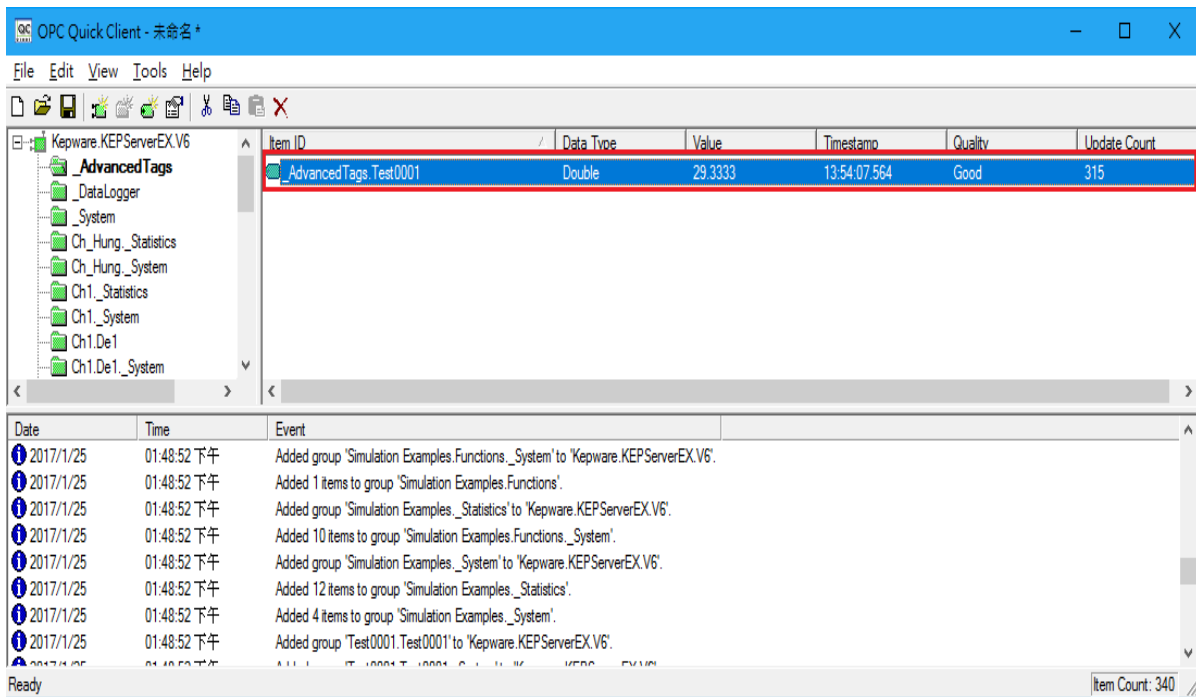 OPC Quick Client - 未命名 *
File Edit View Tools Help
Kepware.KEPServerEX.V6
_AdvancedTags
_DataLogger
_System
Ch_Hung._Statistics
Ch_Hung._System
Ch1._Statistics
Ch1._System
Ch1.De1
Ch1.De1._System
Item ID Data Type Value Timestamp Quality Update Count
_AdvancedTags.Test0001 Double 29.3333 13:54:07.564 Good 315
Date Time Event
2017/1/25 01:48:52 下午 Added group 'Simulation Examples.Functions._System' to 'Kepware.KEPServerEX.V6'.
2017/1/25 01:48:52 下午 Added 1 items to group 'Simulation Examples.Functions'.
2017/1/25 01:48:52 下午 Added group 'Simulation Examples._Statistics' to 'Kepware.KEPServerEX.V6'.
2017/1/25 01:48:52 下午 Added 10 items to group 'Simulation Examples.Functions._System'.
2017/1/25 01:48:52 下午 Added group 'Simulation Examples._System' to 'Kepware.KEPServerEX.V6'.
2017/1/25 01:48:52 下午 Added 12 items to group 'Simulation Examples._Statistics'.
2017/1/25 01:48:52 下午 Added 4 items to group 'Simulation Examples._System'.
2017/1/25 01:48:52 下午 Added group 'Test0001.Test0001' to 'Kepware.KEPServerEX.V6'.
Ready Item Count: 340